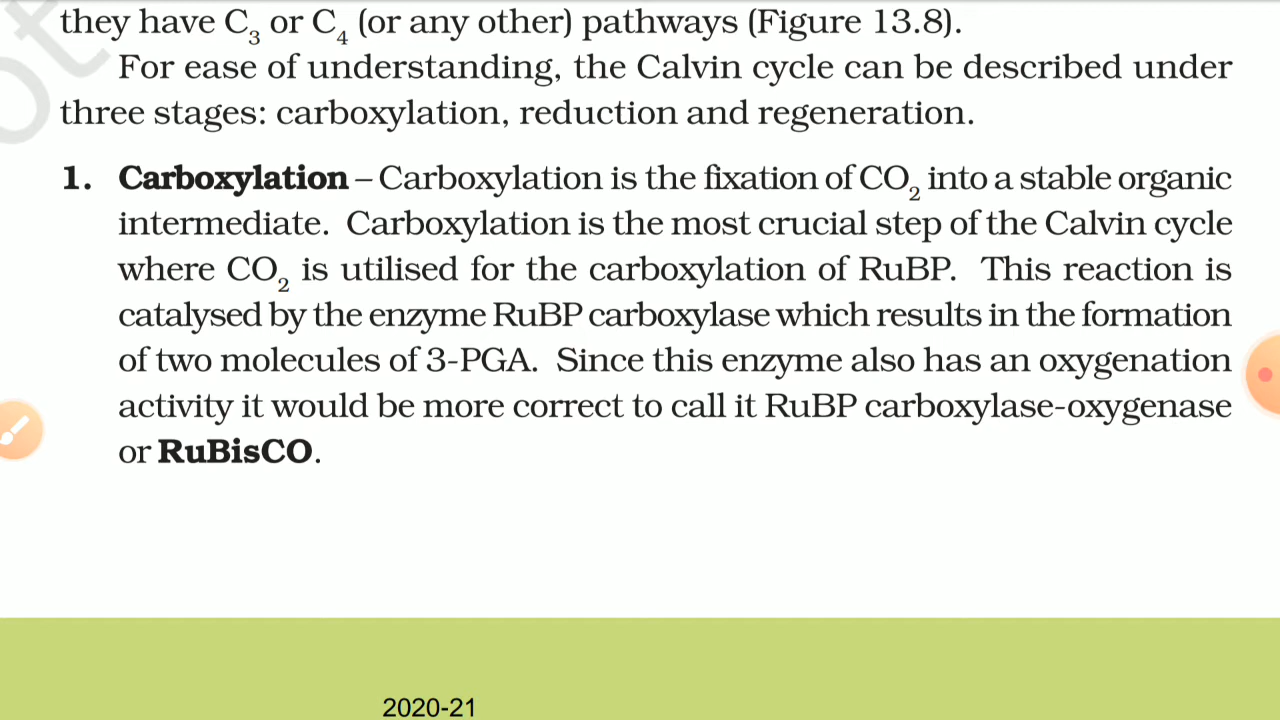 they have C₃ or C₄ (or any other) pathways (Figure 13.8).
For ease of understanding, the Calvin cycle can be described under
three stages: carboxylation, reduction and regeneration.
1. Carboxylation – Carboxylation is the fixation of CO₂ into a stable organic
intermediate. Carboxylation is the most crucial step of the Calvin cycle
where CO₂ is utilised for the carboxylation of RuBP. This reaction is
catalysed by the enzyme RuBP carboxylase which results in the formation
of two molecules of 3-PGA. Since this enzyme also has an oxygenation
activity it would be more correct to call it RuBP carboxylase-oxygenase
or RuBisCO.
2020-21